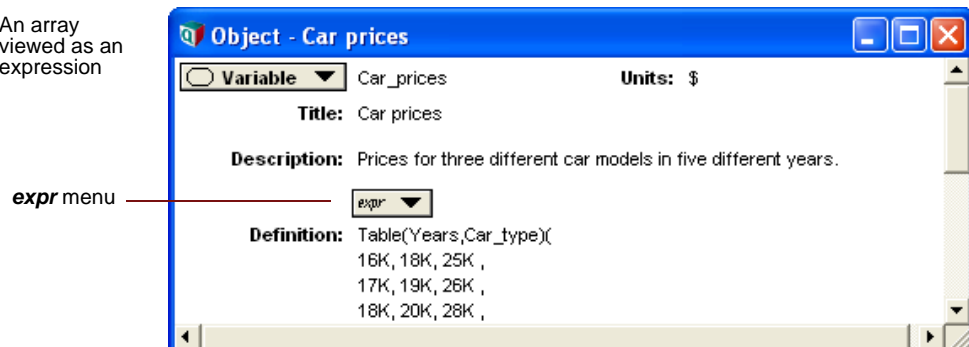 An array
viewed as an
expression
Object - Car prices
Variable Car_prices Units: $
Title: Car prices
Description: Prices for three different car models in five different years.
expr menu
expr
Definition: Table(Years,Car_type)(
16K, 18K, 25K ,
17K, 19K, 26K ,
18K, 20K, 28K ,